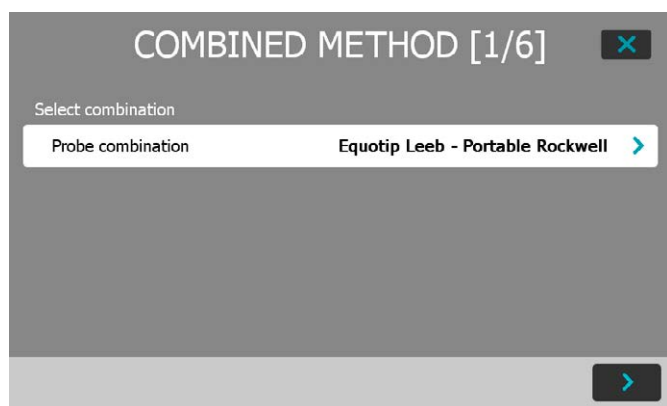 COMBINED METHOD [1/6]
Select combination
Probe combination Equotip Leeb - Portable Rockwell